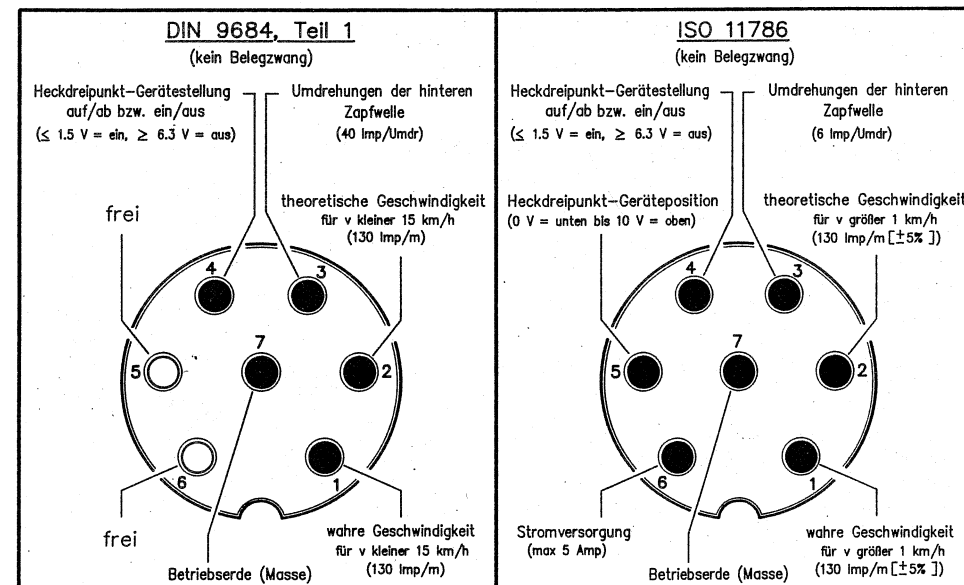 DIN 9684, Teil 1
(kein Belegzwang)
Heckdreipunkt-Gerätestellung
auf/ab bzw. ein/aus
(≤ 1.5 V = ein, ≥ 6.3 V = aus)
Umdrehungen der hinteren
Zapfwelle
(40 Imp/Umdr)
frei
theoretische Geschwindigkeit
für v kleiner 15 km/h
(130 Imp/m)
4
3
7
5
2
6
1
frei
wahre Geschwindigkeit
für v kleiner 15 km/h
(130 Imp/m)
Betriebserde (Masse)
ISO 11786
(kein Belegzwang)
Heckdreipunkt-Gerätestellung
auf/ab bzw. ein/aus
(≤ 1.5 V = ein, ≥ 6.3 V = aus)
Umdrehungen der hinteren
Zapfwelle
(6 Imp/Umdr)
Heckdreipunkt-Geräteposition
(0 V = unten bis 10 V = oben)
theoretische Geschwindigkeit
für v größer 1 km/h
(130 Imp/m [±5% ])
4
3
7
5
2
6
1
Stromversorgung
(max 5 Amp)
wahre Geschwindigkeit
für v größer 1 km/h
(130 Imp/m [±5% ])
Betriebserde (Masse)